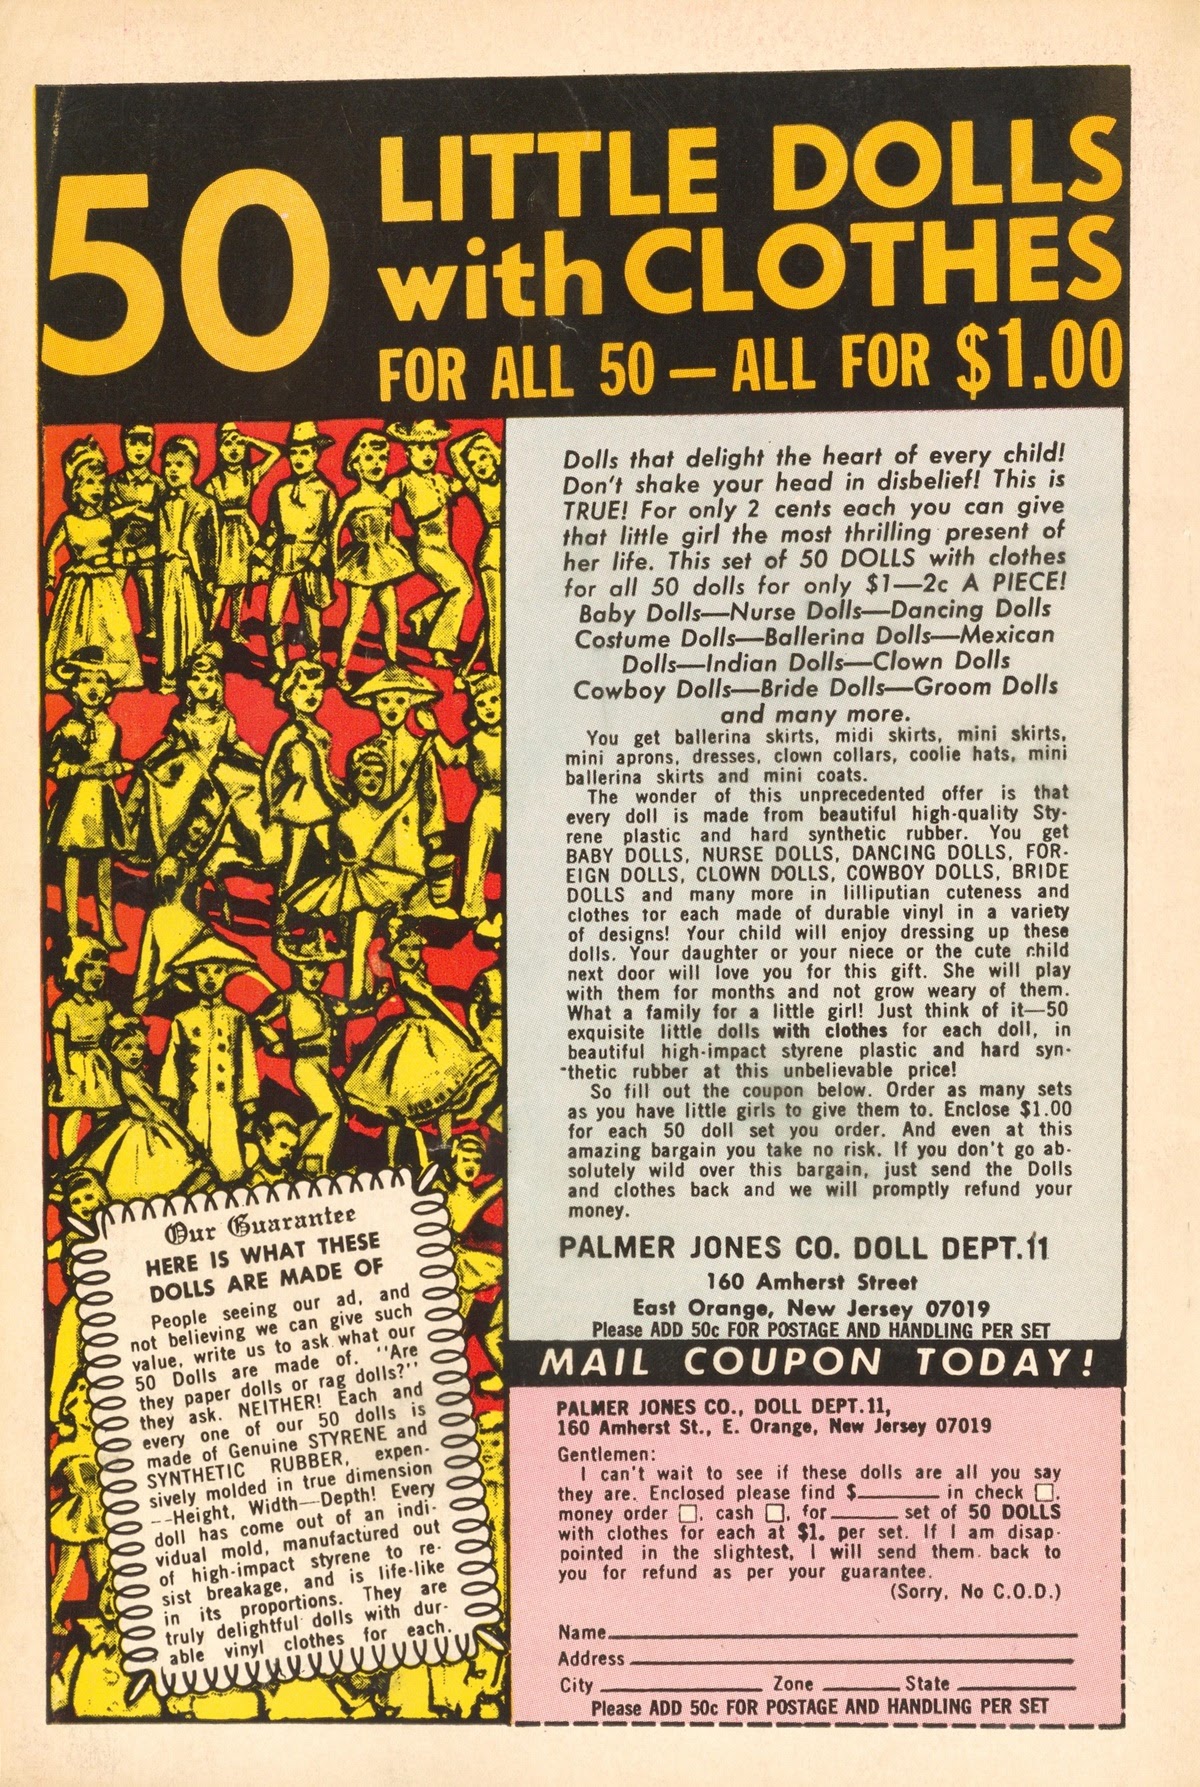 50
LITTLE DOLLS
with CLOTHES
FOR ALL 50 — ALL FOR $1.00
Dolls that delight the heart of every child!
Don't shake your head in disbelief! This is
TRUE! For only 2 cents each you can give
that little girl the most thrilling present of
her life. This set of 50 DOLLS with clothes
for all 50 dolls for only $1—2c A PIECE!
Baby Dolls—Nurse Dolls—Dancing Dolls
Costume Dolls—Ballerina Dolls—Mexican
Dolls—Indian Dolls—Clown Dolls
Cowboy Dolls—Bride Dolls—Groom Dolls
and many more.
You get ballerina skirts, midi skirts, mini skirts,
mini aprons, dresses, clown collars, coolie hats, mini
ballerina skirts and mini coats.
The wonder of this unprecedented offer is that
every doll is made from beautiful high-quality Sty-
rene plastic and hard synthetic rubber. You get
BABY DOLLS, NURSE DOLLS, DANCING DOLLS, FOR-
EIGN DOLLS, CLOWN DOLLS, COWBOY DOLLS, BRIDE
DOLLS and many more in lilliputian cuteness and
clothes for each made of durable vinyl in a variety
of designs! Your child will enjoy dressing up these
dolls. Your daughter or your niece or the cute child
next door will love you for this gift. She will play
with them for months and not grow weary of them.
What a family for a little girl! Just think of it—50
exquisite little dolls with clothes for each doll, in
beautiful high-impact styrene plastic and hard syn-
thetic rubber at this unbelievable price!
So fill out the coupon below. Order as many sets
as you have little girls to give them to. Enclose $1.00
for each 50 doll set you order. And even at this
amazing bargain you take no risk. If you don't go ab-
solutely wild over this bargain, just send the Dolls
and clothes back and we will promptly refund your
money.
PALMER JONES CO. DOLL DEPT.11
160 Amherst Street
East Orange, New Jersey 07019
Please ADD 50c FOR POSTAGE AND HANDLING PER SET
Our Guarantee
HERE IS WHAT THESE
DOLLS ARE MADE OF
People seeing our ad, and
not believing we can give such
value, write us to ask what our
50 Dolls are made of. "Are
they paper dolls or rag dolls?"
they ask. NEITHER! Each and
every one of our 50 dolls is
made of Genuine STYRENE and
SYNTHETIC RUBBER, expen-
sively molded in true dimension
--Height, Width—Depth! Every
doll has come out of an indi-
vidual mold, manufactured out
of high-impact styrene to re-
sist breakage, and is life-like
in its proportions. They are
truly delightful dolls with dur-
able vinyl clothes for each.
MAIL COUPON TODAY!
PALMER JONES CO., DOLL DEPT.11,
160 Amherst St., E. Orange, New Jersey 07019
Gentlemen:
I can't wait to see if these dolls are all you say
they are. Enclosed please find $________ in check □,
money order □, cash □, for_______ set of 50 DOLLS
with clothes for each at $1. per set. If I am disap-
pointed in the slightest, I will send them back to
you for refund as per your guarantee.
(Sorry, No C.O.D.)
Name________
Address________
City________ Zone________ State________
Please ADD 50c FOR POSTAGE AND HANDLING PER SET